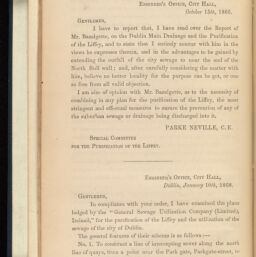 Engineer's Office, City Hall,
October 15th, 1866.
Gentlemen,
I have to report that, I have read over the Report of
Mr. Bazalgette, on the Dublin Main Drainage and the Purification
of the Liffey, and to state that I entirely concur with him in the
views he expresses therein, and in the advantages to be gained by
extending the outfall of the city sewage to near the end of the
North Bull wall; and, after carefully considering the matter with
him, believe no better locality for the purpose can be got, or one
so free from all valid objection.
I am also of opinion with Mr. Bazalgette, as to the necessity of
combining in any plan for the purification of the Liffey, the most
stringent and effectual measures to secure the prevention of any of
the suburban sewage or drainage being discharged into it.
PARKE NEVILLE, C.E.
Special Committee
for the Purification of the Liffey.
Engineer's Office, City Hall,
Dublin, January 10th, 1868.
Gentlemen,
In compliance with your order, I have examined the plans
lodged by the "General Sewage Utilization Company (Limited),
Ireland," for the purification of the Liffey and the utilization of the
sewage of the city of Dublin.
The general features of their scheme is as follows:—
No. 1. To construct a line of intercepting sewer along the north
line of quays, from a point near the Park gate, Parkgate-street, to